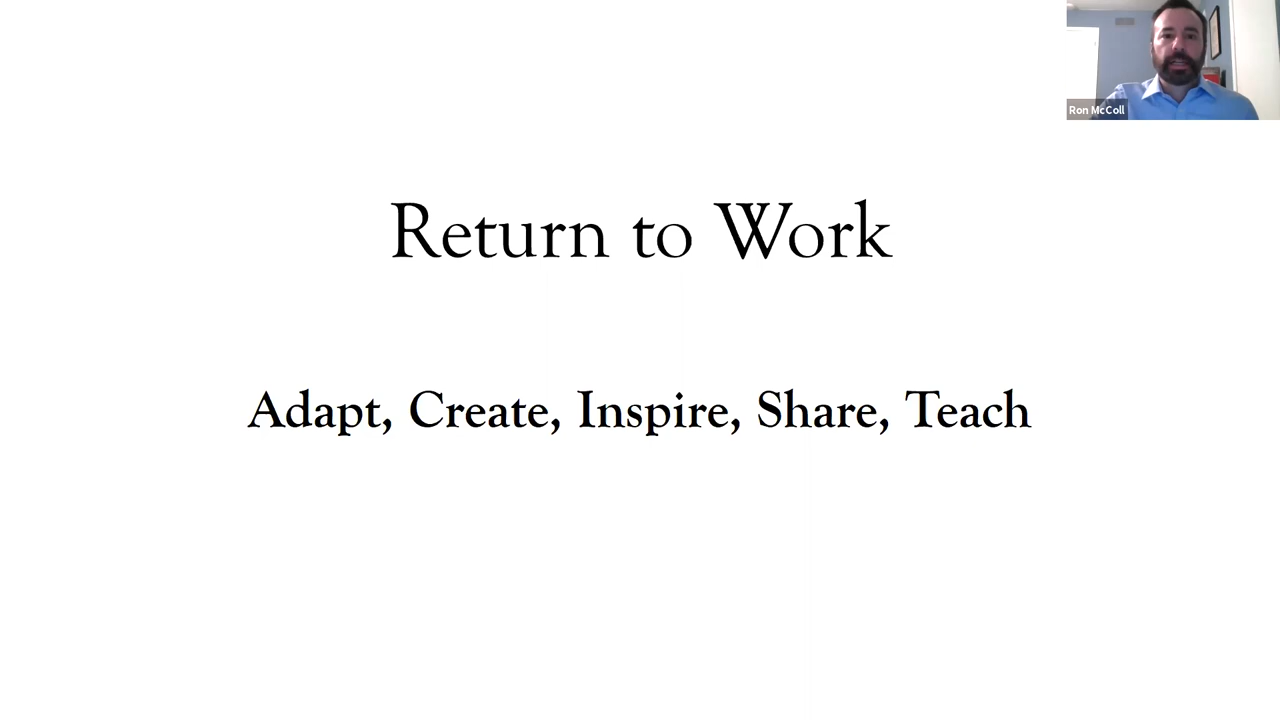 Ron McColl
Return to Work
Adapt, Create, Inspire, Share, Teach